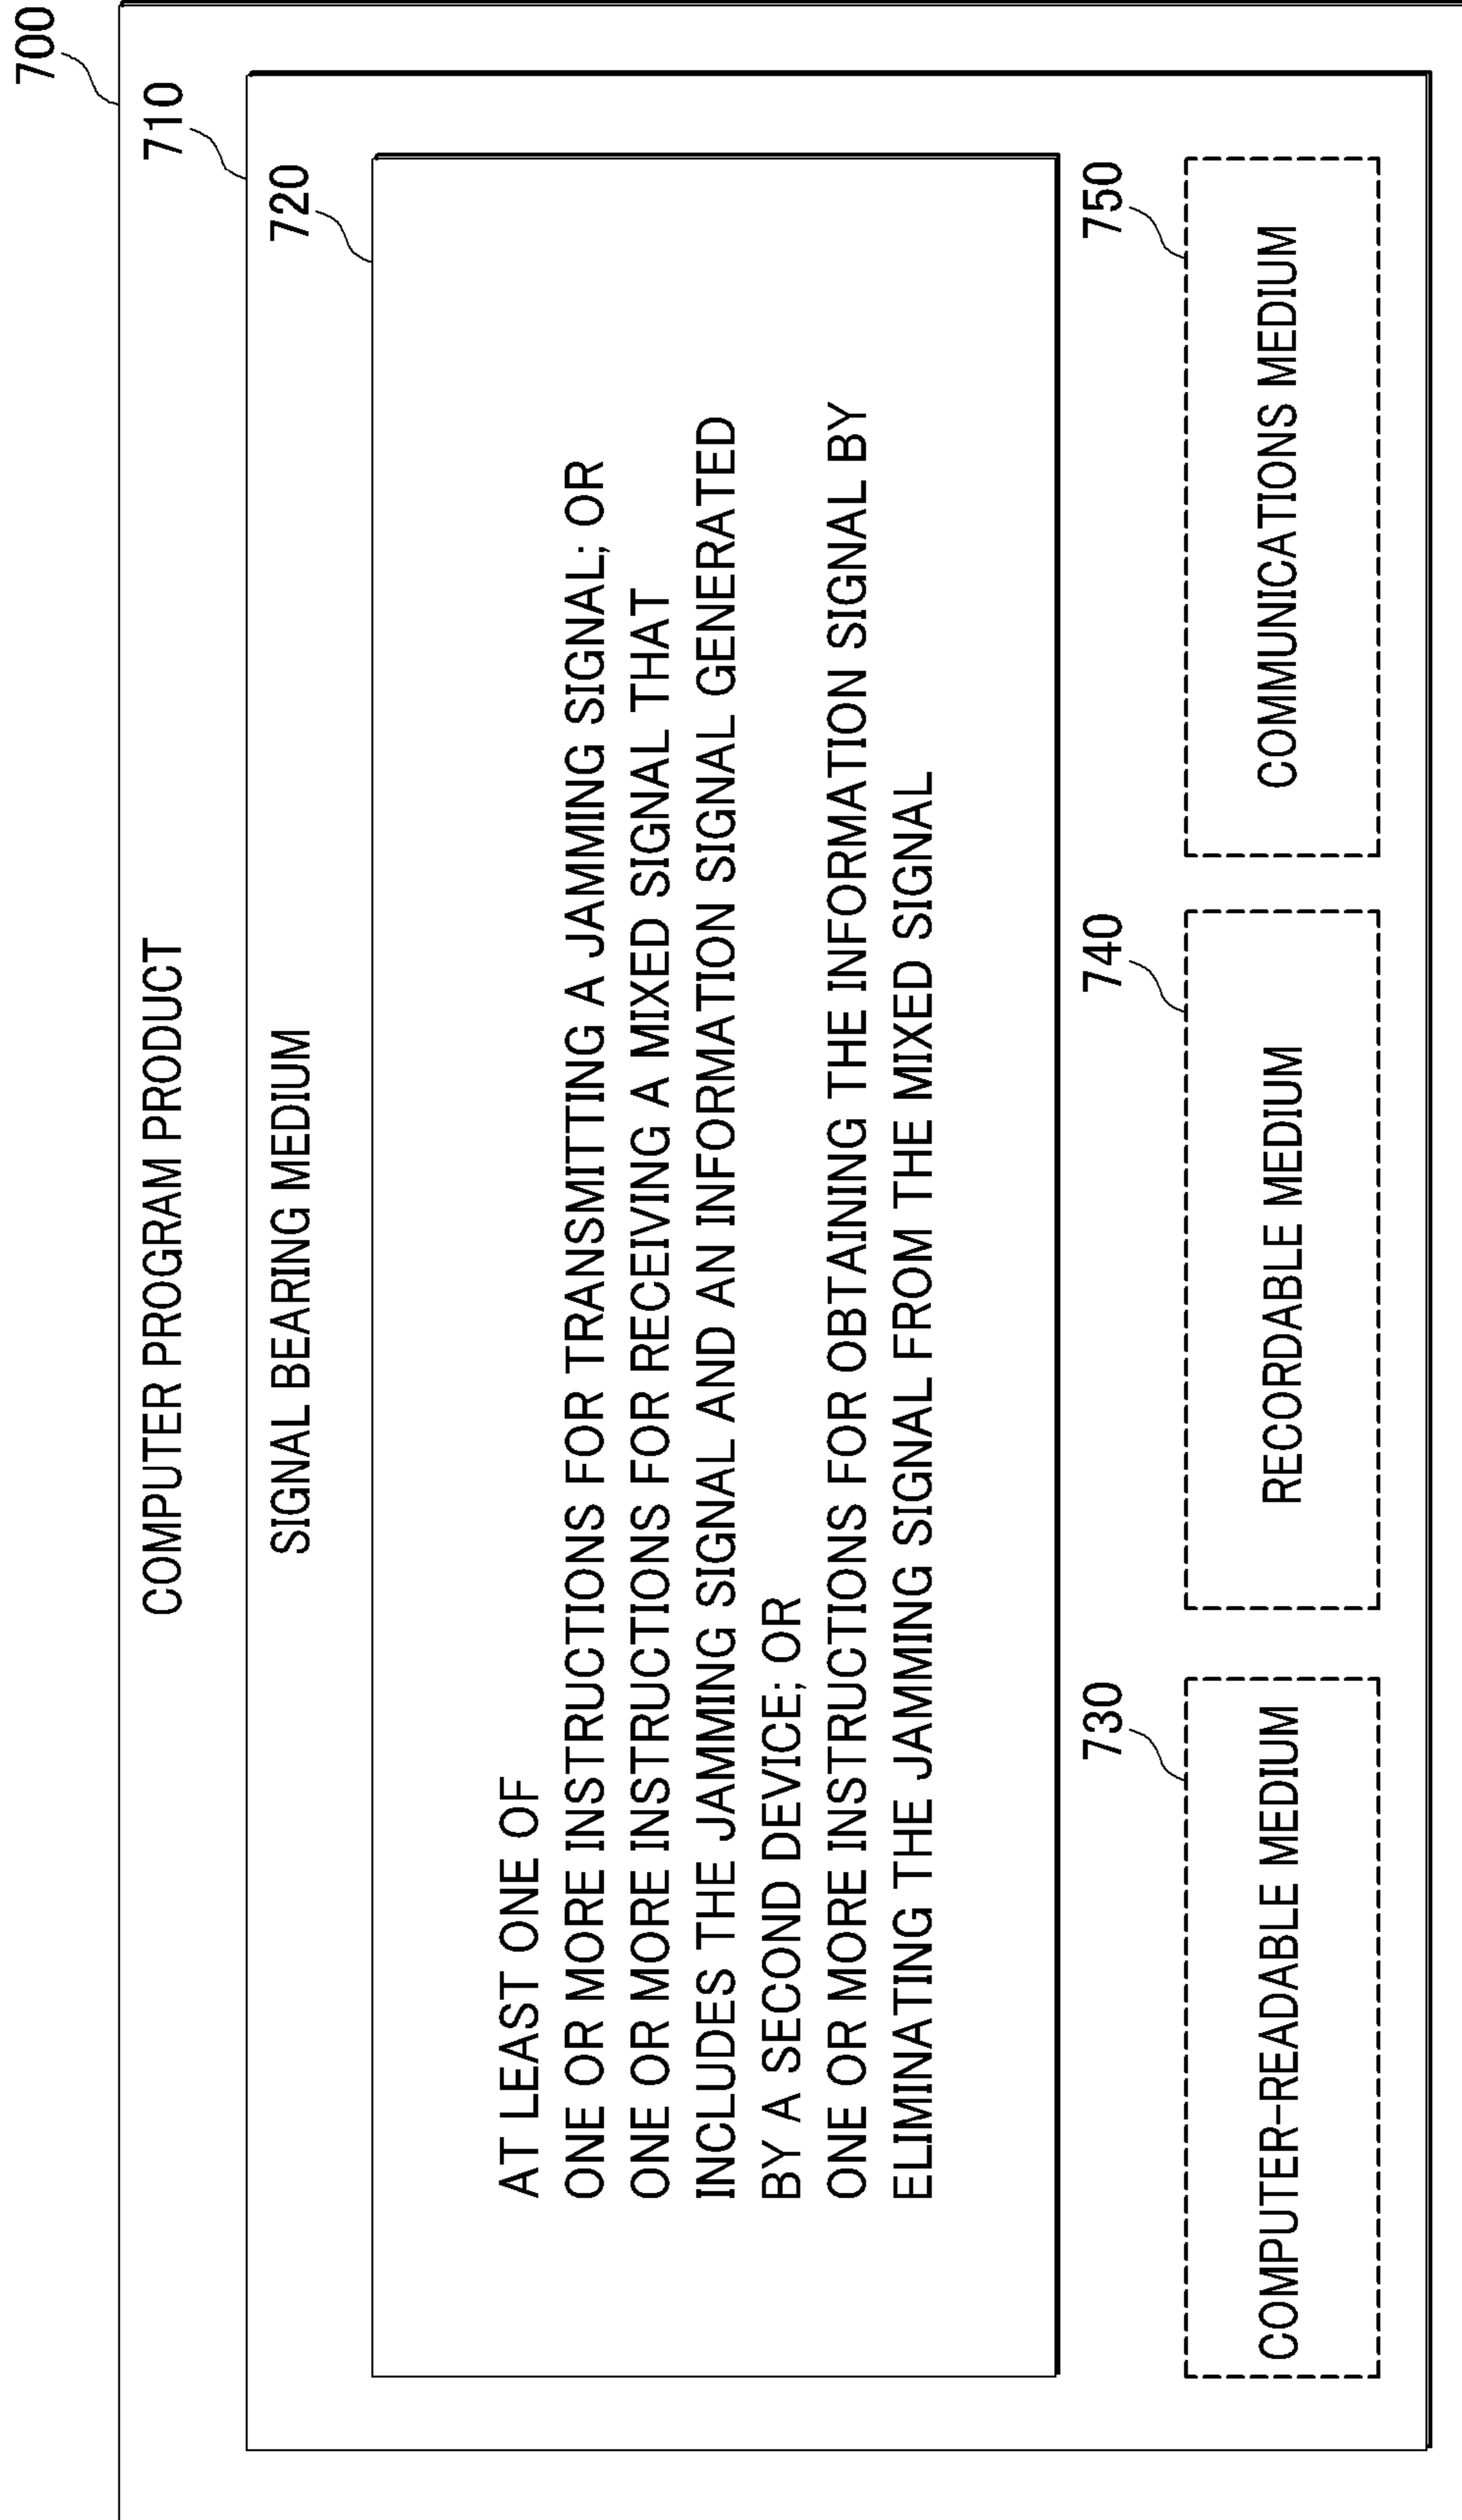 700
COMPUTER PROGRAM PRODUCT
710
SIGNAL BEARING MEDIUM
720
AT LEAST ONE OF
ONE OR MORE INSTRUCTIONS FOR TRANSMITTING A JAMMING SIGNAL; OR
ONE OR MORE INSTRUCTIONS FOR RECEIVING A MIXED SIGNAL THAT
INCLUDES THE JAMMING SIGNAL AND AN INFORMATION SIGNAL GENERATED
BY A SECOND DEVICE; OR
ONE OR MORE INSTRUCTIONS FOR OBTAINING THE INFORMATION SIGNAL BY
ELIMINATING THE JAMMING SIGNAL FROM THE MIXED SIGNAL
730
COMPUTER-READABLE MEDIUM
740
RECORDABLE MEDIUM
750
COMMUNICATIONS MEDIUM